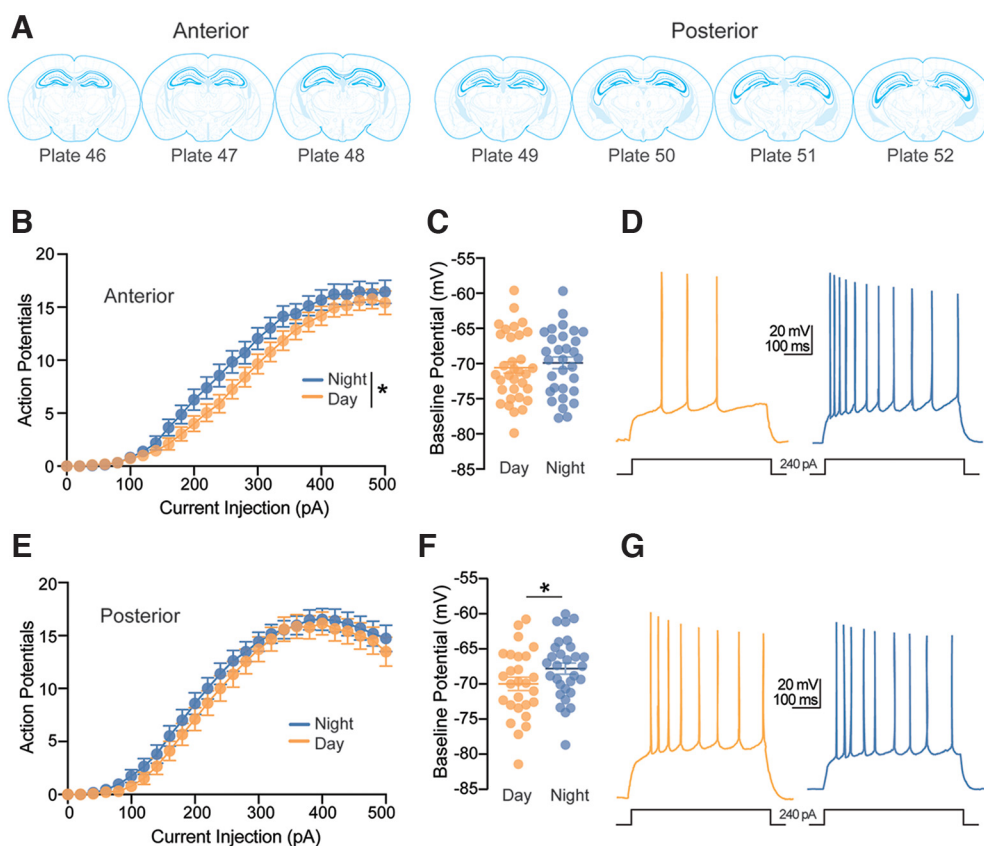 A
Anterior
Posterior
Plate 46
Plate 47
Plate 48
Plate 49
Plate 50
Plate 51
Plate 52
B
Action Potentials
20
15
10
5
0
Anterior
Night
Day
*
0 100 200 300 400 500
Current Injection (pA)
C
Baseline Potential (mV)
-55
-60
-65
-70
-75
-80
-85
Day Night
D
20 mV
100 ms
240 pA
E
Action Potentials
20
15
10
5
0
Posterior
Night
Day
0 100 200 300 400 500
Current Injection (pA)
F
Baseline Potential (mV)
-55
-60
-65
-70
-75
-80
-85
*
Day Night
G
20 mV
100 ms
240 pA